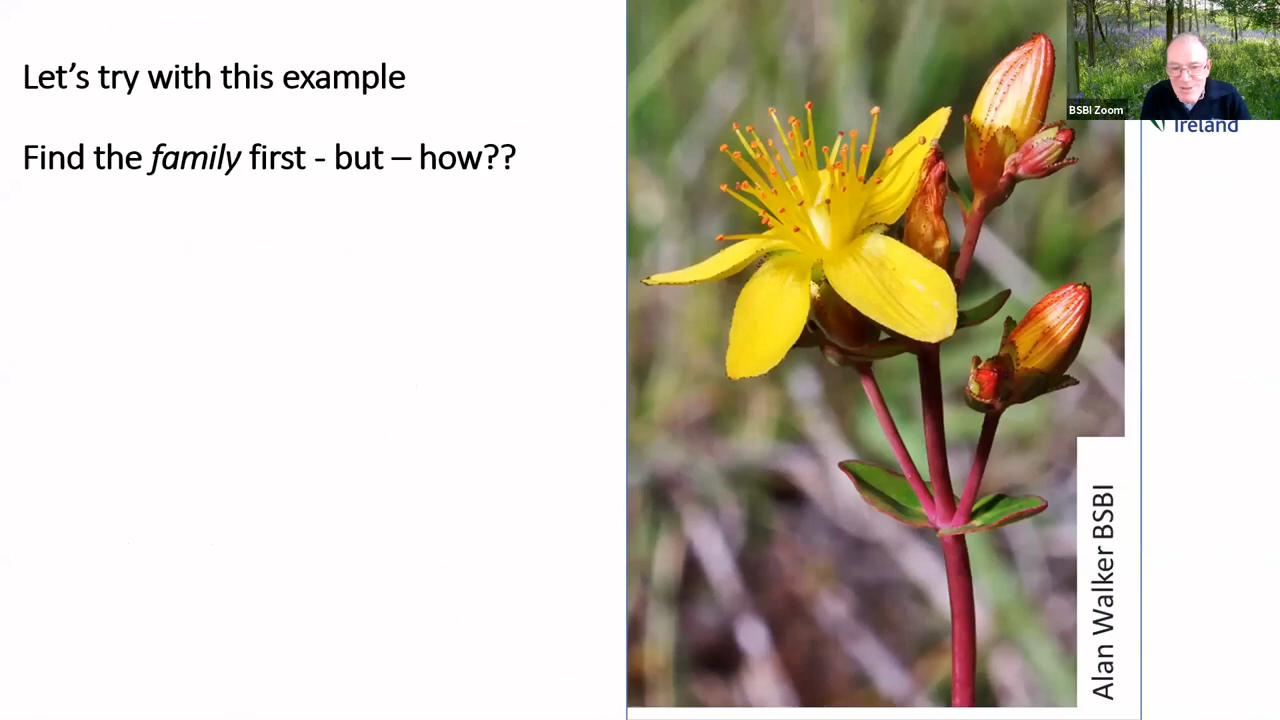 Let's try with this example
Find the family first - but – how??
BSBI Zoom
Ireland
Alan Walker BSBI